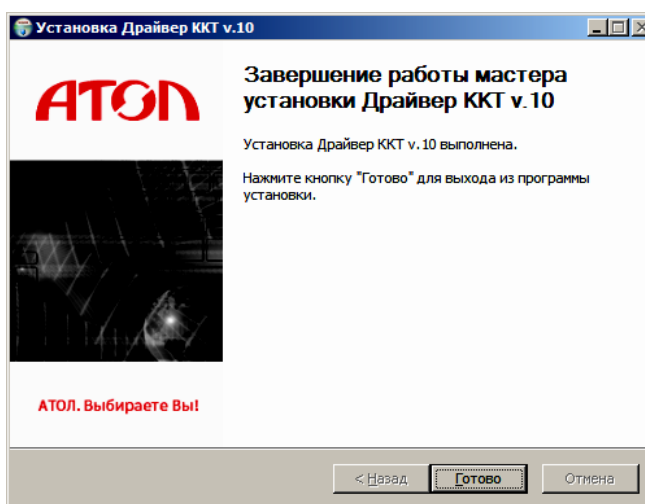 Установка Драйвер ККТ v.10
АТОЛ
Завершение работы мастера
установки Драйвер ККТ v.10
Установка Драйвер ККТ v.10 выполнена.
Нажмите кнопку "Готово" для выхода из программы
установки.
АТОЛ. Выбираете Вы!
< Назад
Готово
Отмена